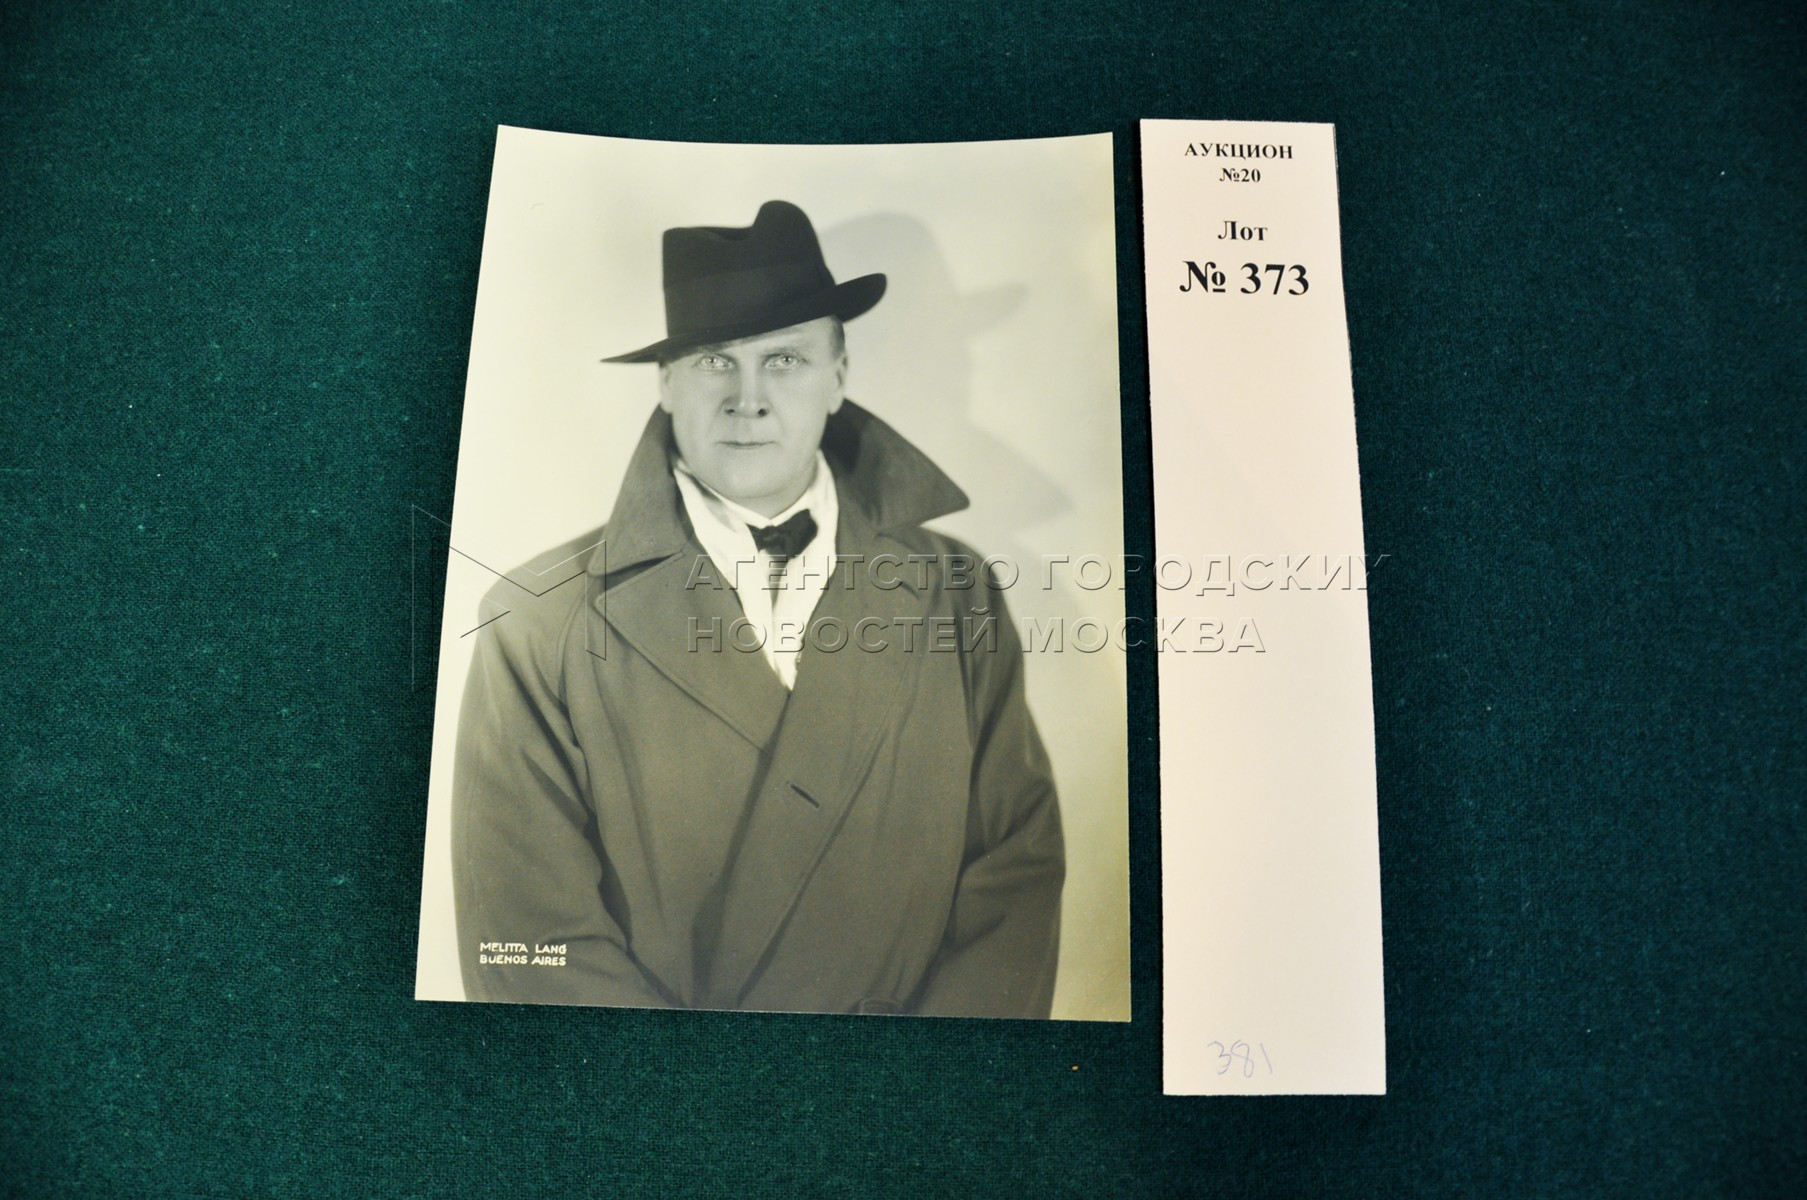 АУКЦИОН
№20
Лот
№ 373
АГЕНТСТВО ГОРОДСКИХ
НОВОСТЕЙ МОСКВА
MELITTA LANG
BUENOS AIRES
381